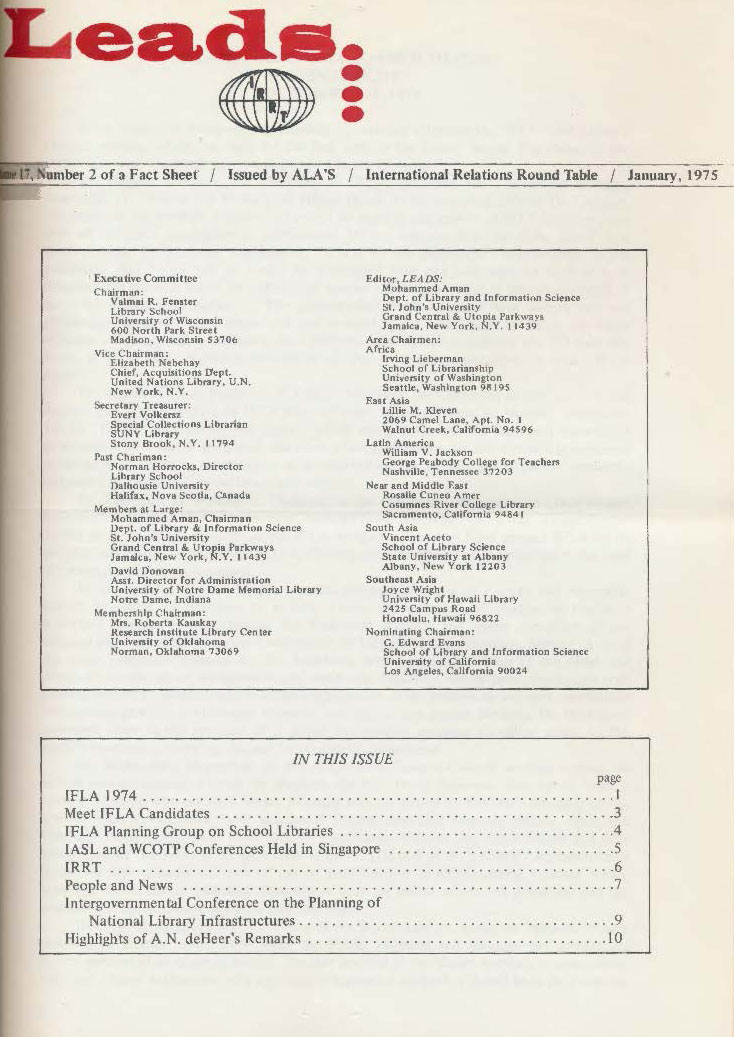 Leads.
I
R
R
T
17, Number 2 of a Fact Sheet / Issued by ALA'S / International Relations Round Table / January, 1975
Executive Committee
Chairman:
Valmai R. Fenster
Library School
University of Wisconsin
600 North Park Street
Madison, Wisconsin 53706
Vice Chairman:
Elizabeth Nebehay
Chief, Acquisitions Dept.
United Nations Library, U.N.
New York, N.Y.
Secretary Treasurer:
Evert Volkersz
Special Collections Librarian
SUNY Library
Stony Brook, N.Y. 11794
Past Chariman:
Norman Horrocks, Director
Library School
Dalhousie University
Halifax, Nova Scotia, Canada
Members at Large:
Mohammed Aman, Chairman
Dept. of Library & Information Science
St. John's University
Grand Central & Utopia Parkways
Jamaica, New York, N.Y. 11439
David Donovan
Asst. Director for Administration
University of Notre Dame Memorial Library
Notre Dame, Indiana
Membership Chairman:
Mrs. Roberta Kauskay
Research Institute Library Center
University of Oklahoma
Norman, Oklahoma 73069
Editor, LEADS:
Mohammed Aman
Dept. of Library and Information Science
St. John's University
Grand Central & Utopia Parkways
Jamaica, New York, N.Y. 11439
Area Chairmen:
Africa
Irving Lieberman
School of Librarianship
University of Washington
Seattle, Washington 98195
East Asia
Lillie M. Kleven
2069 Camel Lane, Apt. No. 1
Walnut Creek, California 94596
Latin America
William V. Jackson
George Peabody College for Teachers
Nashville, Tennessee 37203
Near and Middle East
Rosalie Cuneo Amer
Cosumnes River College Library
Sacramento, California 94841
South Asia
Vincent Aceto
School of Library Science
State University at Albany
Albany, New York 12203
Southeast Asia
Joyce Wright
University of Hawaii Library
2425 Campus Road
Honolulu, Hawaii 96822
Nominating Chairman:
G. Edward Evans
School of Library and Information Science
University of California
Los Angeles, California 90024
IN THIS ISSUE
page
IFLA 1974 . . . . . . . . . . 1
Meet IFLA Candidates . . . . . . . . . . 3
IFLA Planning Group on School Libraries . . . . . . . . . . 4
IASL and WCOTP Conferences Held in Singapore . . . . . . . . . . 5
IRRT . . . . . . . . . . 6
People and News . . . . . . . . . . 7
Intergovernmental Conference on the Planning of
National Library Infrastructures . . . . . . . . . . 9
Highlights of A.N. deHeer's Remarks . . . . . . . . . . 10